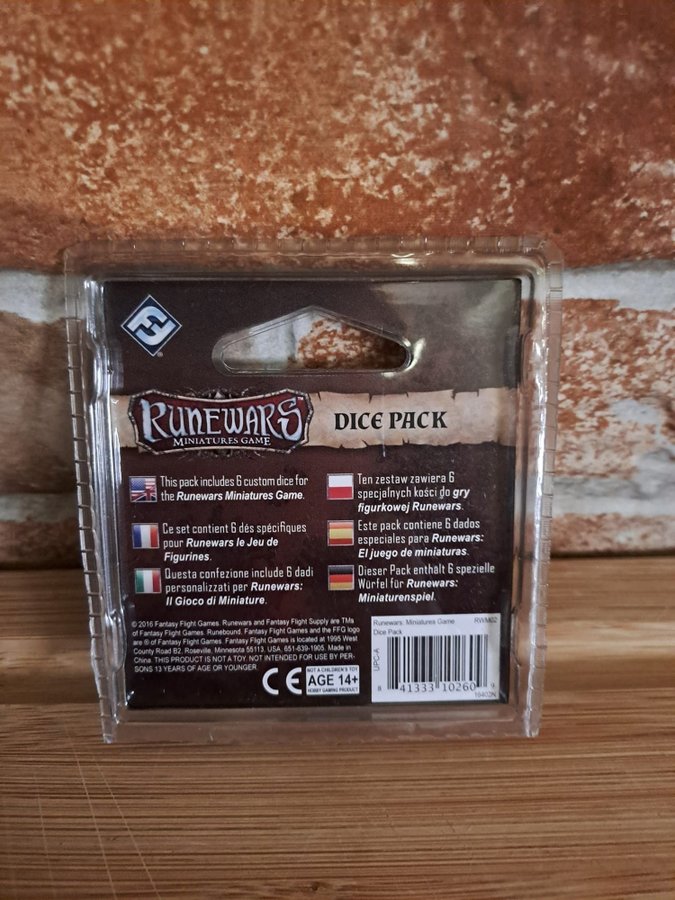 RUNEWARS
MINIATURES GAME
DICE PACK
This pack includes 6 custom dice for
the Runewars Miniatures Game.
Ce set contient 6 dés spécifiques
pour Runewars le Jeu de
Figurines.
Questa confezione include 6 dadi
personalizzati per Runewars:
Il Gioco di Miniature.
Ten zestaw zawiera 6
specjalnych kości do gry
figurkowej Runewars.
Este pack contiene 6 dados
especiales para Runewars:
El juego de miniaturas.
Dieser Pack enthält 6 spezielle
Würfel für Runewars:
Miniaturenspiel.
© 2016 Fantasy Flight Games. Runewars and Fantasy Flight Supply are TMs
of Fantasy Flight Games. Runebound, Fantasy Flight Games and the FFG logo
are ® of Fantasy Flight Games. Fantasy Flight Games is located at 1995 West
County Road B2, Roseville, Minnesota 55113, USA, 651-639-1905. Made in
China. THIS PRODUCT IS NOT A TOY. NOT INTENDED FOR USE BY PER-
SONS 13 YEARS OF AGE OR YOUNGER.
CE
NOT A CHILDREN'S TOY
AGE 14+
HOBBY GAMING PRODUCT
Runewars: Miniatures Game RWM02
Dice Pack
UPC-A
8 41333 10260 9
16402N